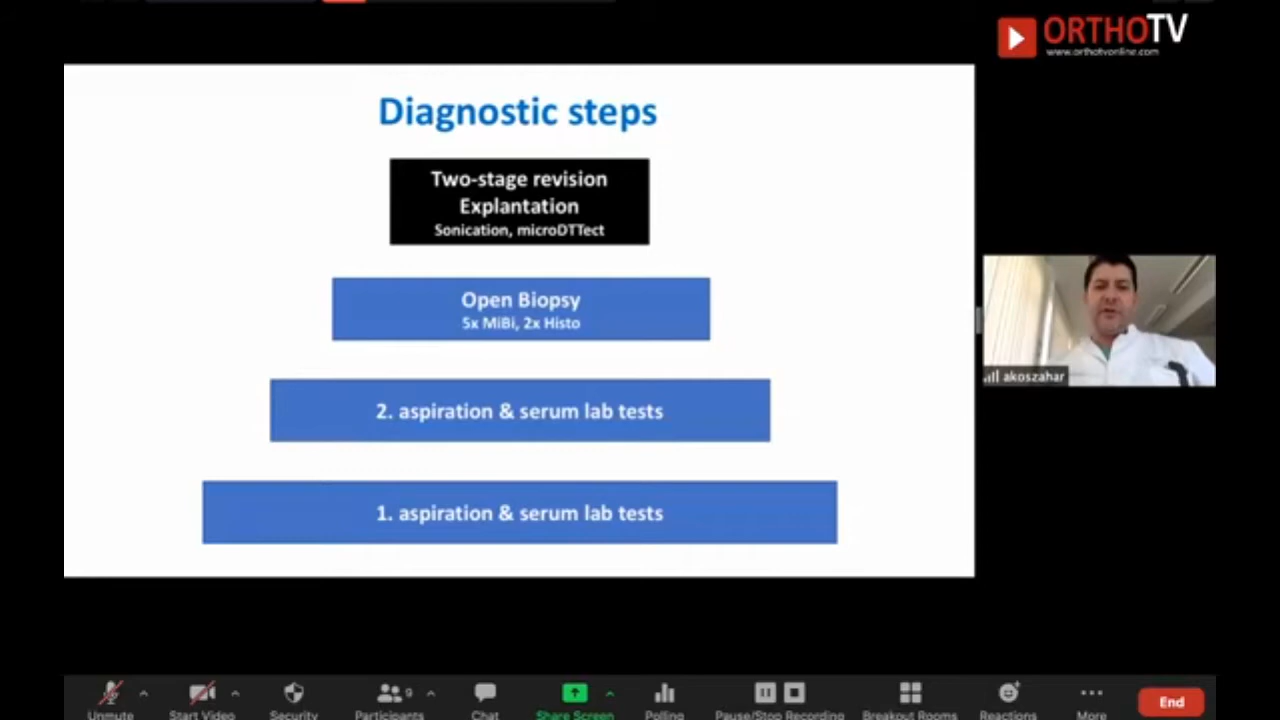 ORTHOTV
www.orthotvonline.com
Diagnostic steps
Two-stage revision
Explantation
Sonication, microDTTect
Open Biopsy
5x MiBi, 2x Histo
2. aspiration & serum lab tests
1. aspiration & serum lab tests
akoszahar
9
Unmute
Start Video
Security
Participants
Chat
Share Screen
Polling
Pause/Stop Recording
Breakout Rooms
Reactions
More
End